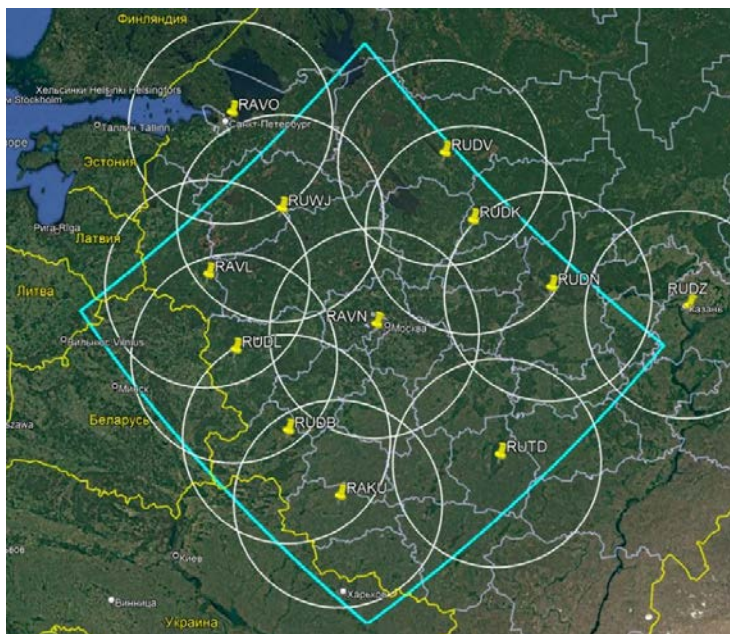 Финляндия
Хельсинки Helsinki Helsingfors
Stockholm
RAVO
Санкт-Петербург
Таллин Tallinn
Эстония
RUDV
RUWJ
RUDK
Рига-Rīga
Латвия
RAVL
RUDN
Литва
RUDZ
Казань
RAVN
Москва
Вильнюс Vilnius
RUDL
Минск
Беларусь
RUDB
RUTD
RAKU
Киев
Харьков
Винница
Украина